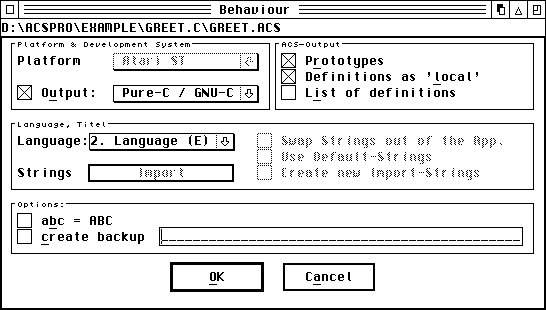 Behaviour
D:\ACSPRO\EXAMPLE\GREET.C\GREET.ACS
Platform & Development System
Platform Atari ST
Output: Pure-C / GNU-C
ACS-Output
Prototypes
Definitions as 'local'
List of definitions
Language, Titel
Language: 2. Language (E)
Strings Import
Swap Strings out of the App.
Use Default-Strings
Create new Import-Strings
Options:
abc = ABC
create backup
OK Cancel